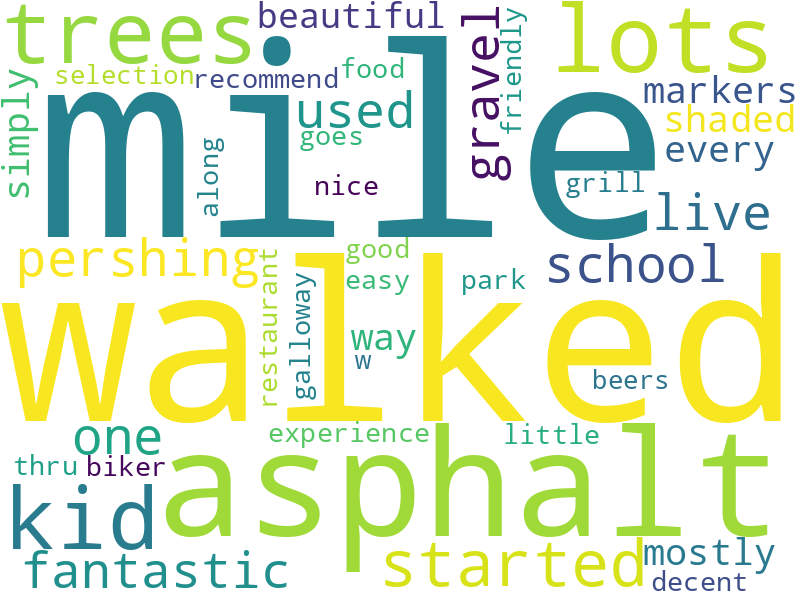 trees
beautiful
lots
selection
recommend
food
gravel
friendly
markers
simply
mile
used
shaded
goes
every
along
nice
grill
live
pershing
good
school
restaurant
galloway
easy
park
walked
way
w
beers
one
experience
little
thru
biker
asphalt
kid
fantastic
started
mostly
decent